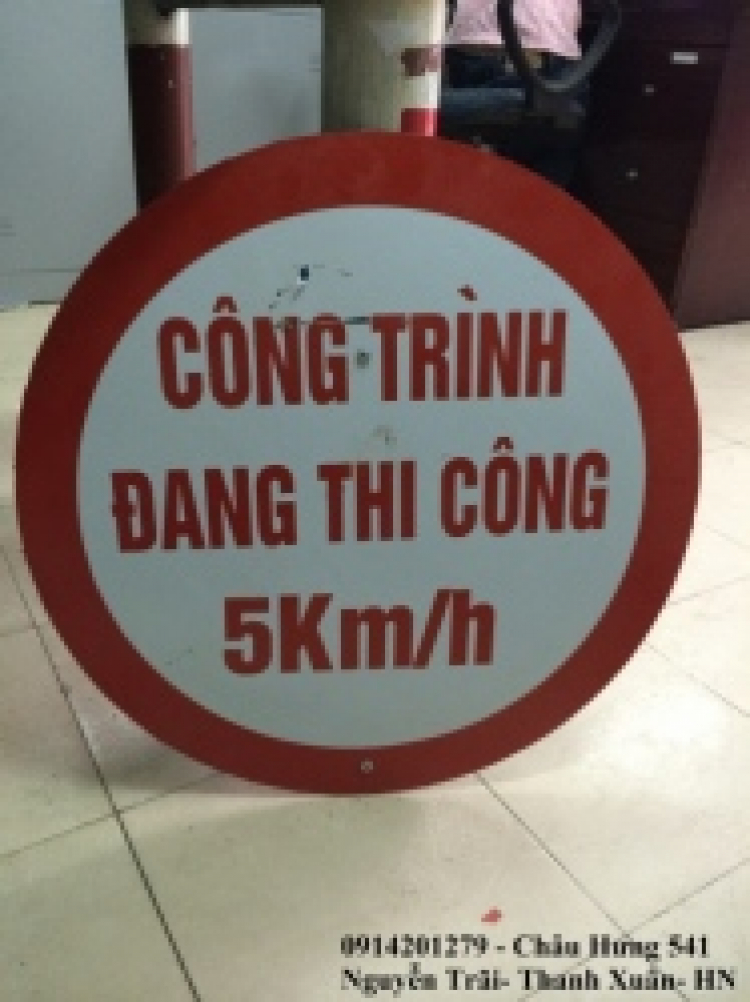 CÔNG TRÌNH
ĐANG THI CÔNG
5Km/h
0914201279 - Châu Hưng 541
Nguyễn Trãi- Thanh Xuân- HN